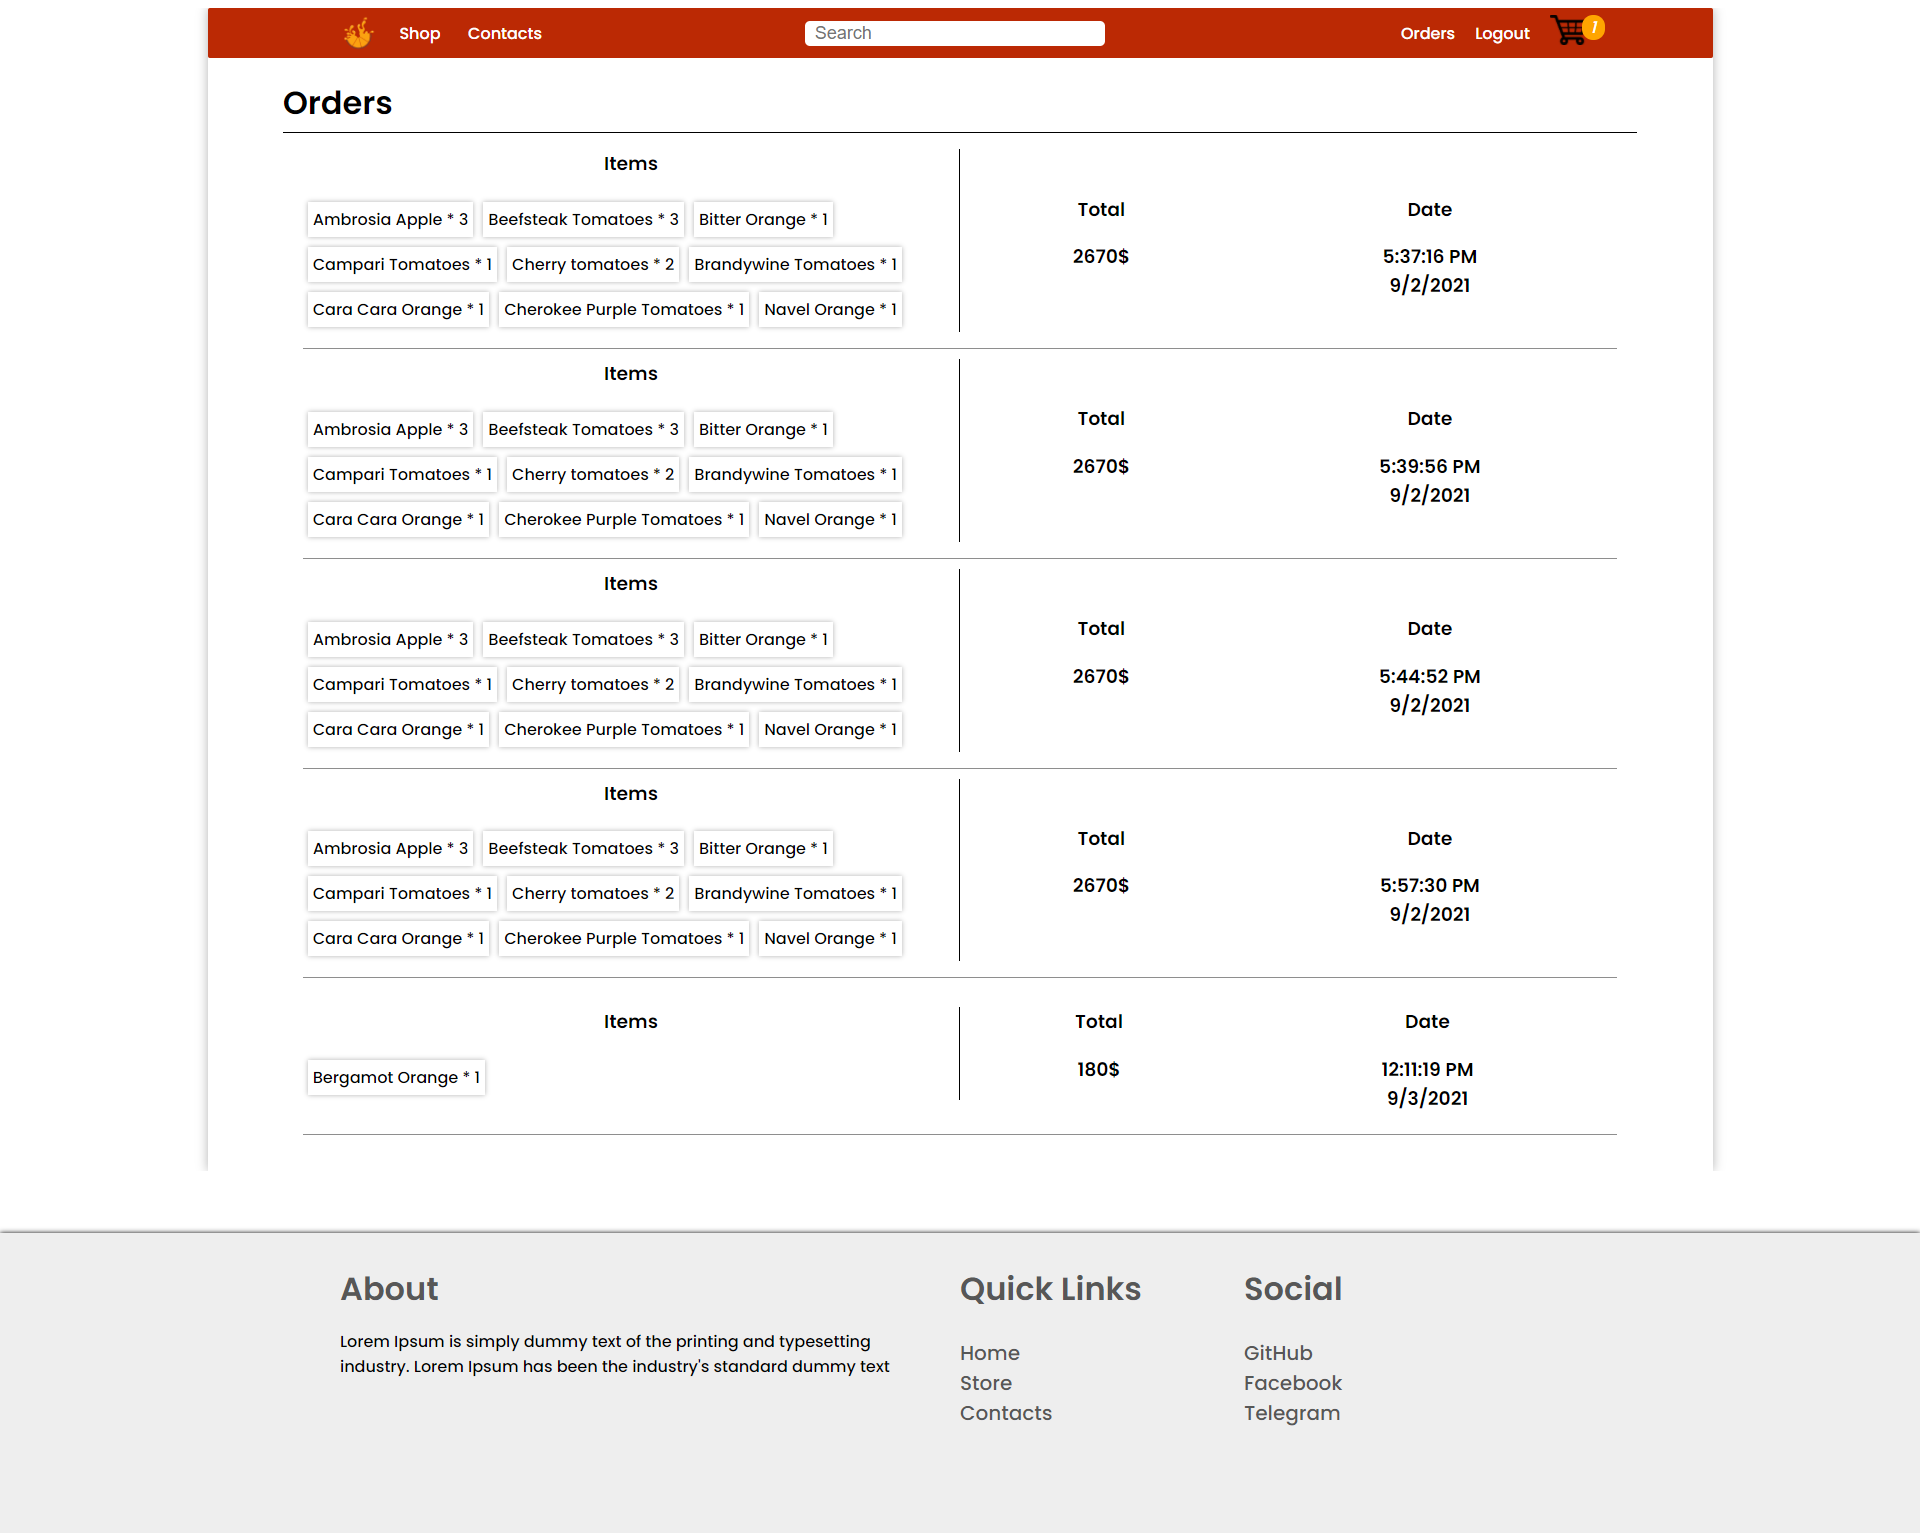 Shop Contacts Search Orders Logout 1
Orders
Items
Ambrosia Apple * 3 Beefsteak Tomatoes * 3 Bitter Orange * 1
Campari Tomatoes * 1 Cherry tomatoes * 2 Brandywine Tomatoes * 1
Cara Cara Orange * 1 Cherokee Purple Tomatoes * 1 Navel Orange * 1
Total
2670$
Date
5:37:16 PM
9/2/2021
Items
Ambrosia Apple * 3 Beefsteak Tomatoes * 3 Bitter Orange * 1
Campari Tomatoes * 1 Cherry tomatoes * 2 Brandywine Tomatoes * 1
Cara Cara Orange * 1 Cherokee Purple Tomatoes * 1 Navel Orange * 1
Total
2670$
Date
5:39:56 PM
9/2/2021
Items
Ambrosia Apple * 3 Beefsteak Tomatoes * 3 Bitter Orange * 1
Campari Tomatoes * 1 Cherry tomatoes * 2 Brandywine Tomatoes * 1
Cara Cara Orange * 1 Cherokee Purple Tomatoes * 1 Navel Orange * 1
Total
2670$
Date
5:44:52 PM
9/2/2021
Items
Ambrosia Apple * 3 Beefsteak Tomatoes * 3 Bitter Orange * 1
Campari Tomatoes * 1 Cherry tomatoes * 2 Brandywine Tomatoes * 1
Cara Cara Orange * 1 Cherokee Purple Tomatoes * 1 Navel Orange * 1
Total
2670$
Date
5:57:30 PM
9/2/2021
Items
Bergamot Orange * 1
Total
180$
Date
12:11:19 PM
9/3/2021
About
Lorem Ipsum is simply dummy text of the printing and typesetting
industry. Lorem Ipsum has been the industry's standard dummy text
Quick Links
Home
Store
Contacts
Social
GitHub
Facebook
Telegram